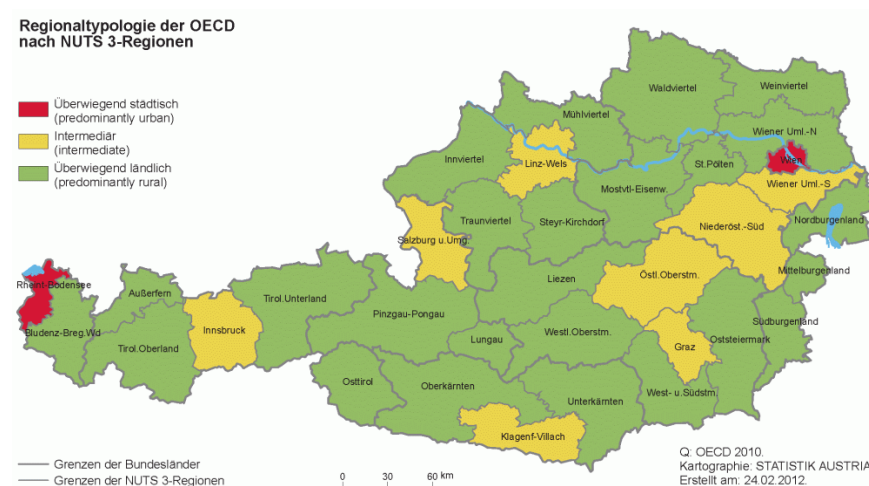 Regionaltypologie der OECD
nach NUTS 3-Regionen
Überwiegend städtisch
(predominantly urban)
Intermediär
(intermediate)
Überwiegend ländlich
(predominantly rural)
Waldviertel
Weinviertel
Mühlviertel
Wiener Uml.-N
Innviertel
Linz-Wels
St.Pölten
Wien
Mostvtl-Eisenw.
Wiener Uml.-S
Traunviertel
Steyr-Kirchdorf
Niederöst.-Süd
Nordburgenland
Salzburg u.Umg.
Mittelburgenland
Liezen
Östl.Oberstm.
Rheint-Bodensee
Außerfern
Tirol.Unterland
Pinzgau-Pongau
Innsbruck
Südburgenland
Bludenz-Breg.Wd
Tirol.Oberland
Lungau
Westl.Oberstm.
Graz
Oststeiermark
Osttirol
Oberkärnten
Unterkärnten
West- u.Südstm.
Klagenf-Villach
Grenzen der Bundesländer
Grenzen der NUTS 3-Regionen
0 30 60 km
Q: OECD 2010.
Kartographie: STATISTIK AUSTRIA
Erstellt am: 24.02.2012.